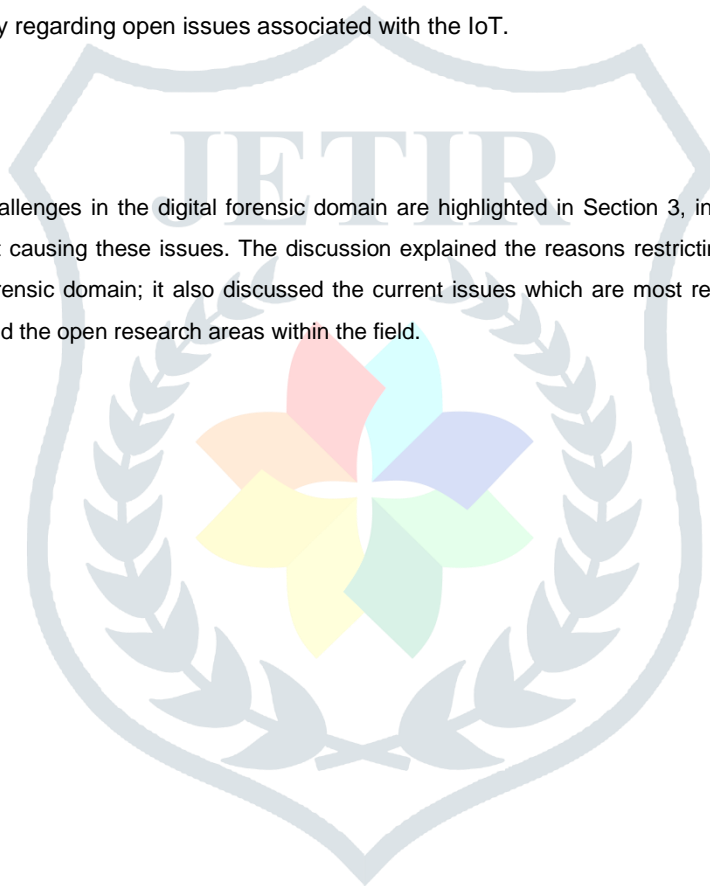 y regarding open issues associated with the IoT.
JETIR
allenges in the digital forensic domain are highlighted in Section 3, in
t causing these issues. The discussion explained the reasons restrictin
rensic domain; it also discussed the current issues which are most re
d the open research areas within the field.